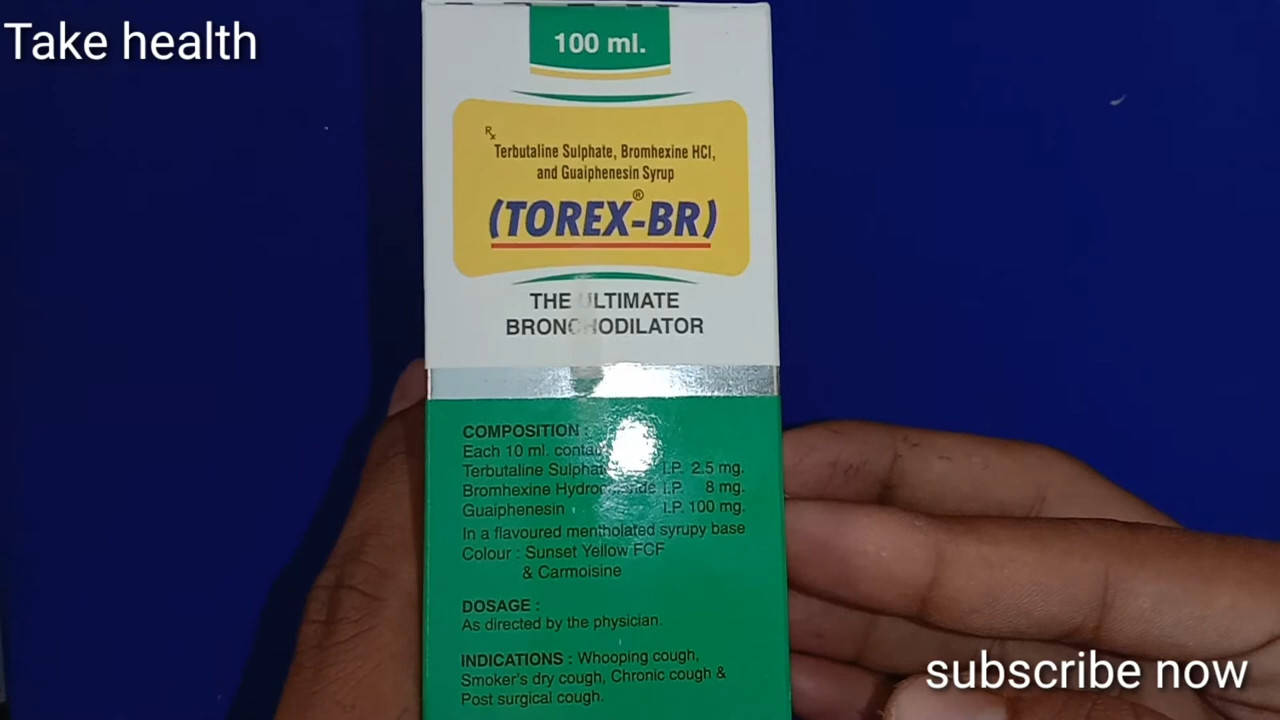 Take health
100 ml.
Rx
Terbutaline Sulphate, Bromhexine HCl,
and Guaiphenesin Syrup
(TOREX®-BR)
THE ULTIMATE
BRONCHODILATOR
COMPOSITION :
Each 10 ml.
Terbutaline I.P. 2.5 mg.
Bromhexine I.P. 8 mg.
Guaiphenesin I.P. 100 mg.
In a flavoured mentholated syrupy base
Colour : Sunset Yellow FCF
& Carmoisine
DOSAGE :
As directed by the physician.
INDICATIONS : Whooping cough,
Smoker's dry cough, Chronic cough &
Post surgical cough.
subscribe now